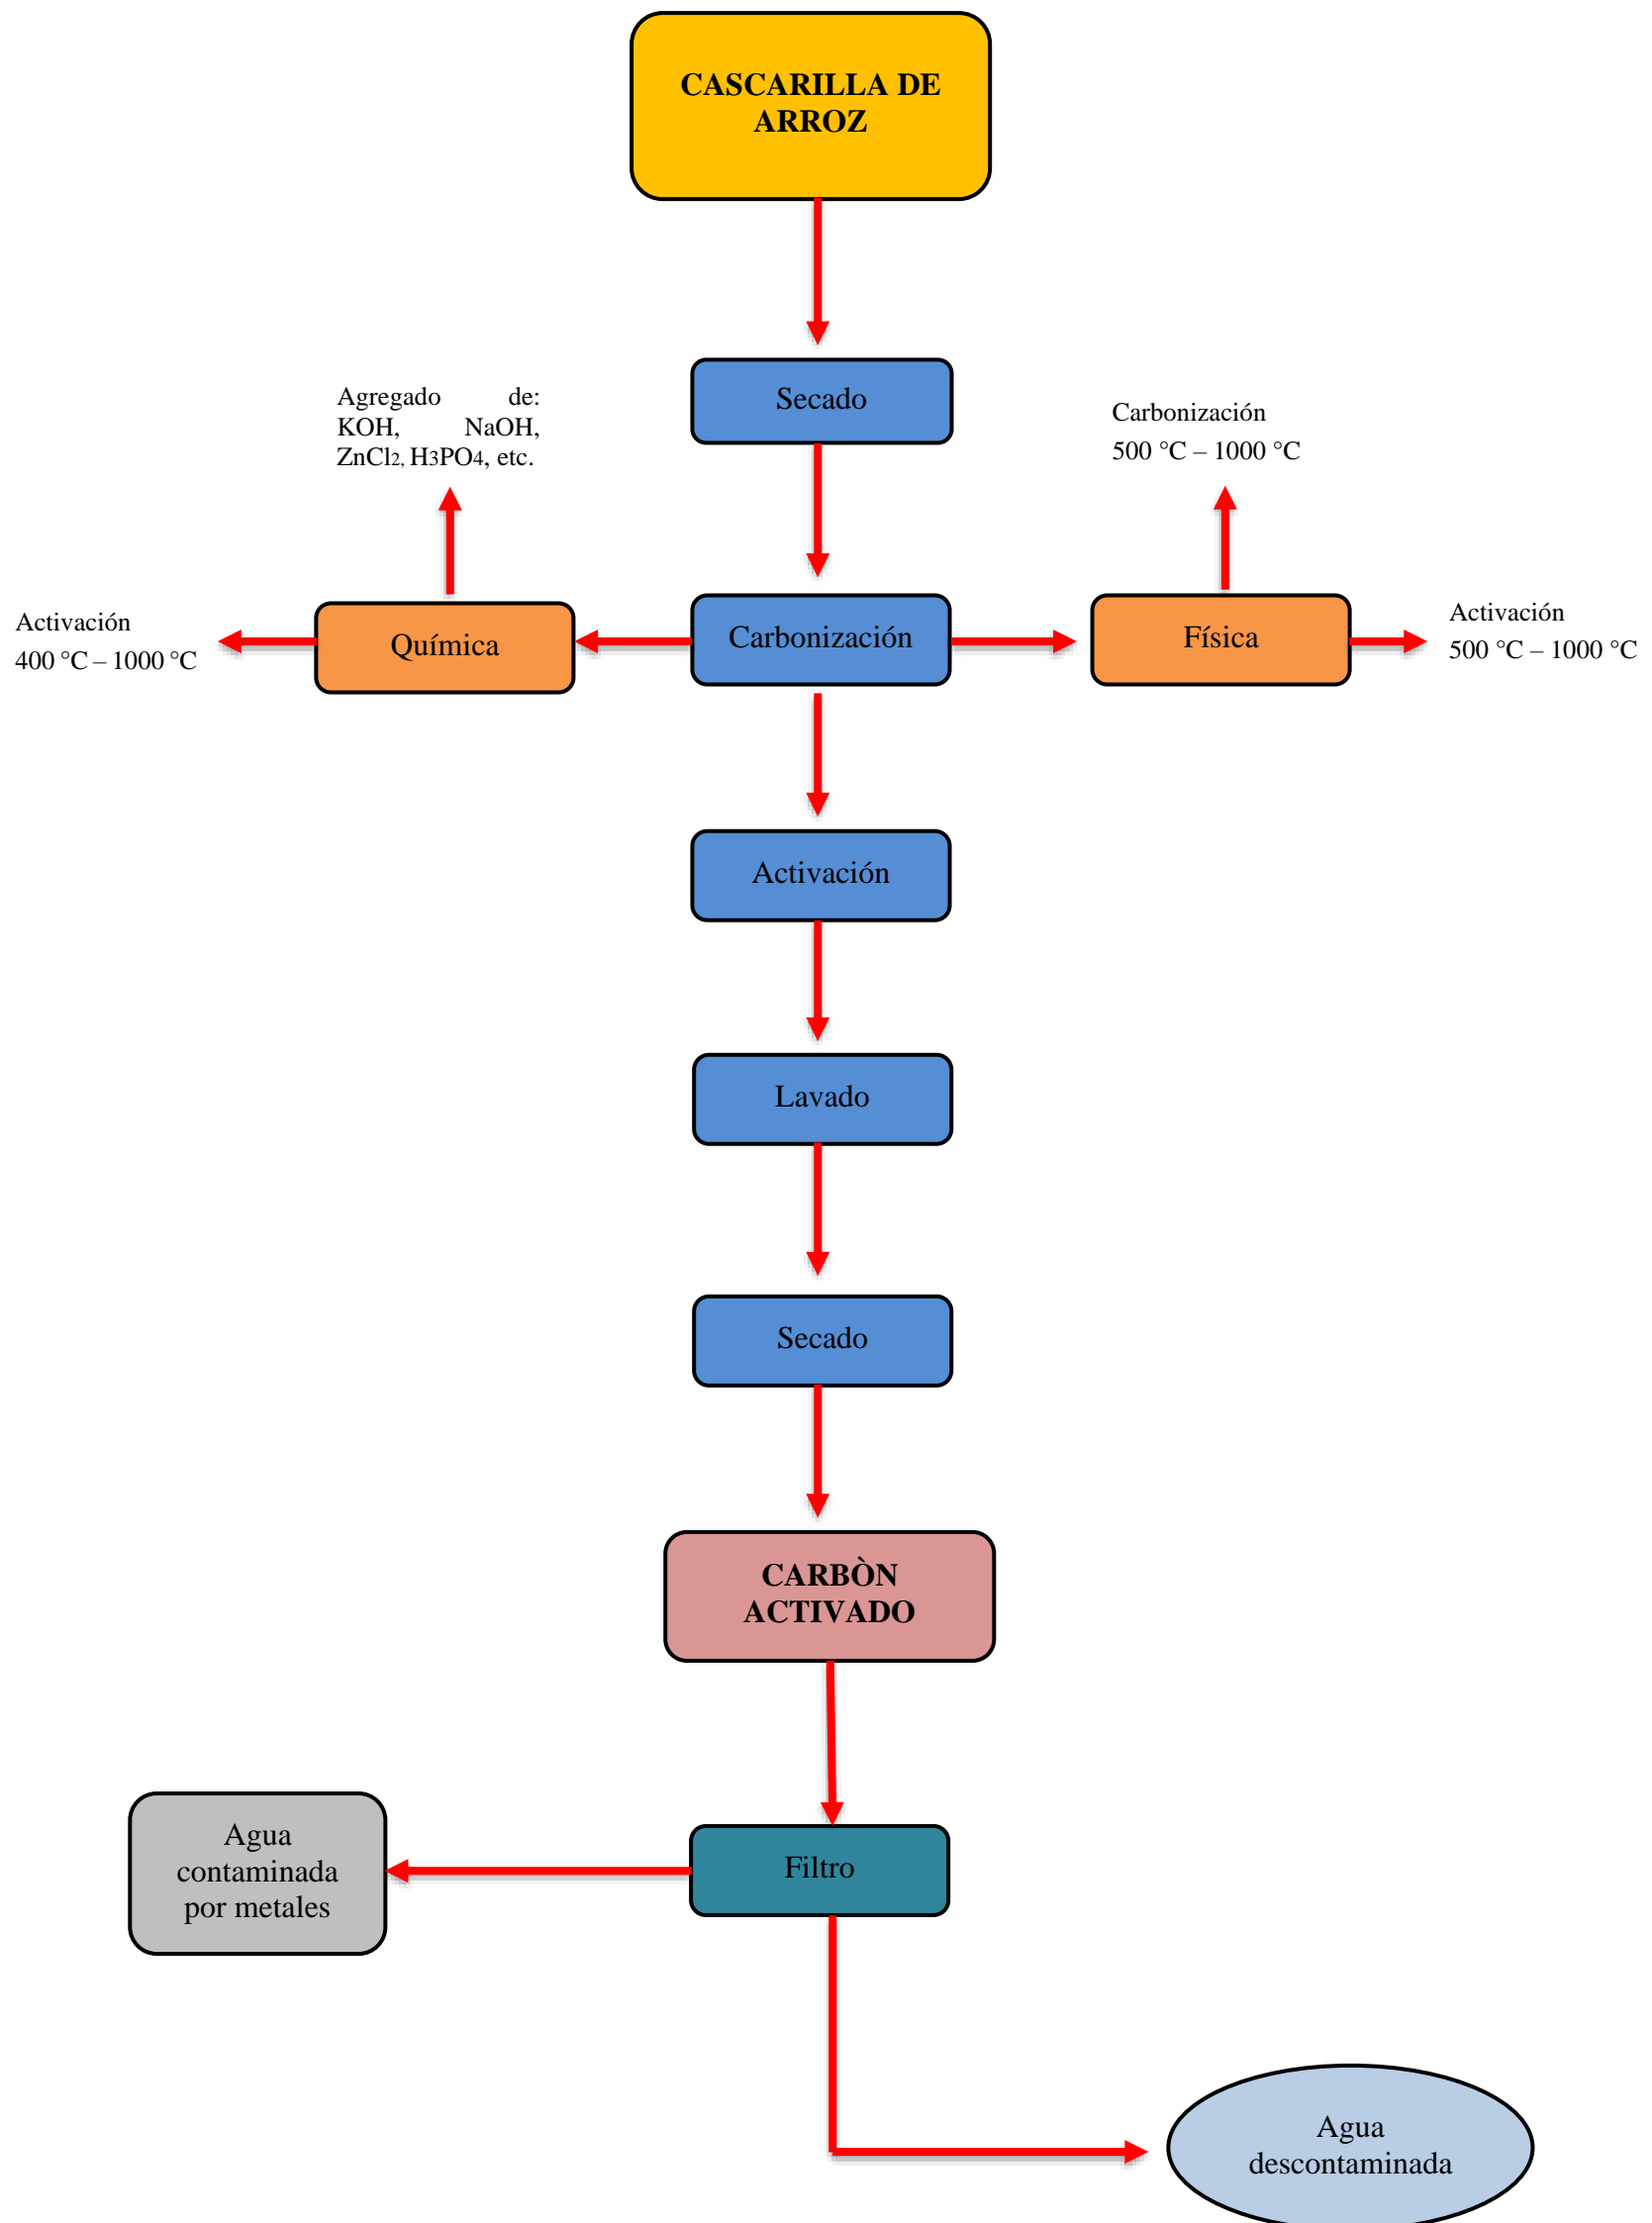 CASCARILLA DE
ARROZ
Secado
Agregado de:
KOH, NaOH,
ZnCl2, H3PO4, etc.
Carbonización
500 °C – 1000 °C
Activación
400 °C – 1000 °C
Química
Carbonización
Física
Activación
500 °C – 1000 °C
Activación
Lavado
Secado
CARBÒN
ACTIVADO
Agua
contaminada
por metales
Filtro
Agua
descontaminada